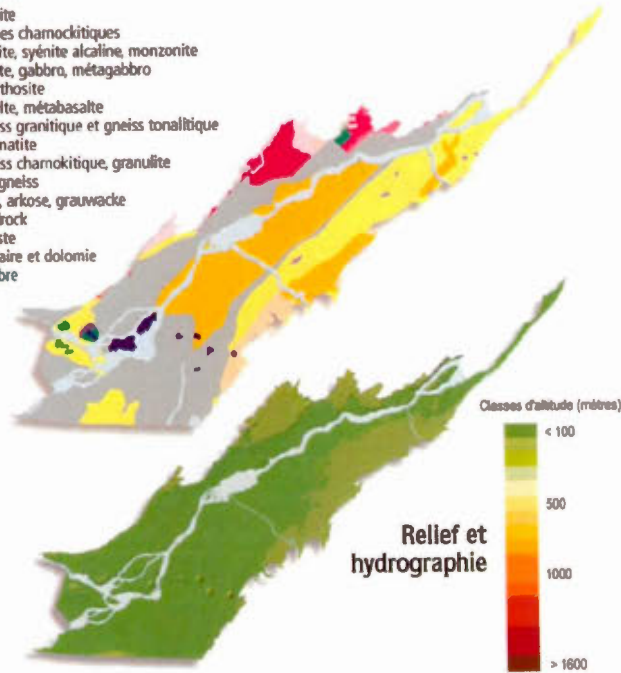 ite
es charnockitiques
ite, syénite alcaline, monzonite
te, gabbro, métagabbro
thosite
lte, métabasalte
ss granitique et gneiss tonalitique
natite
ss charnokitique, granulite
gneiss
, arkose, grauwacke
rock
ste
aire et dolomie
bre
Classes d'altitude (mètres)
< 100
500
1000
> 1600
Relief et
hydrographie